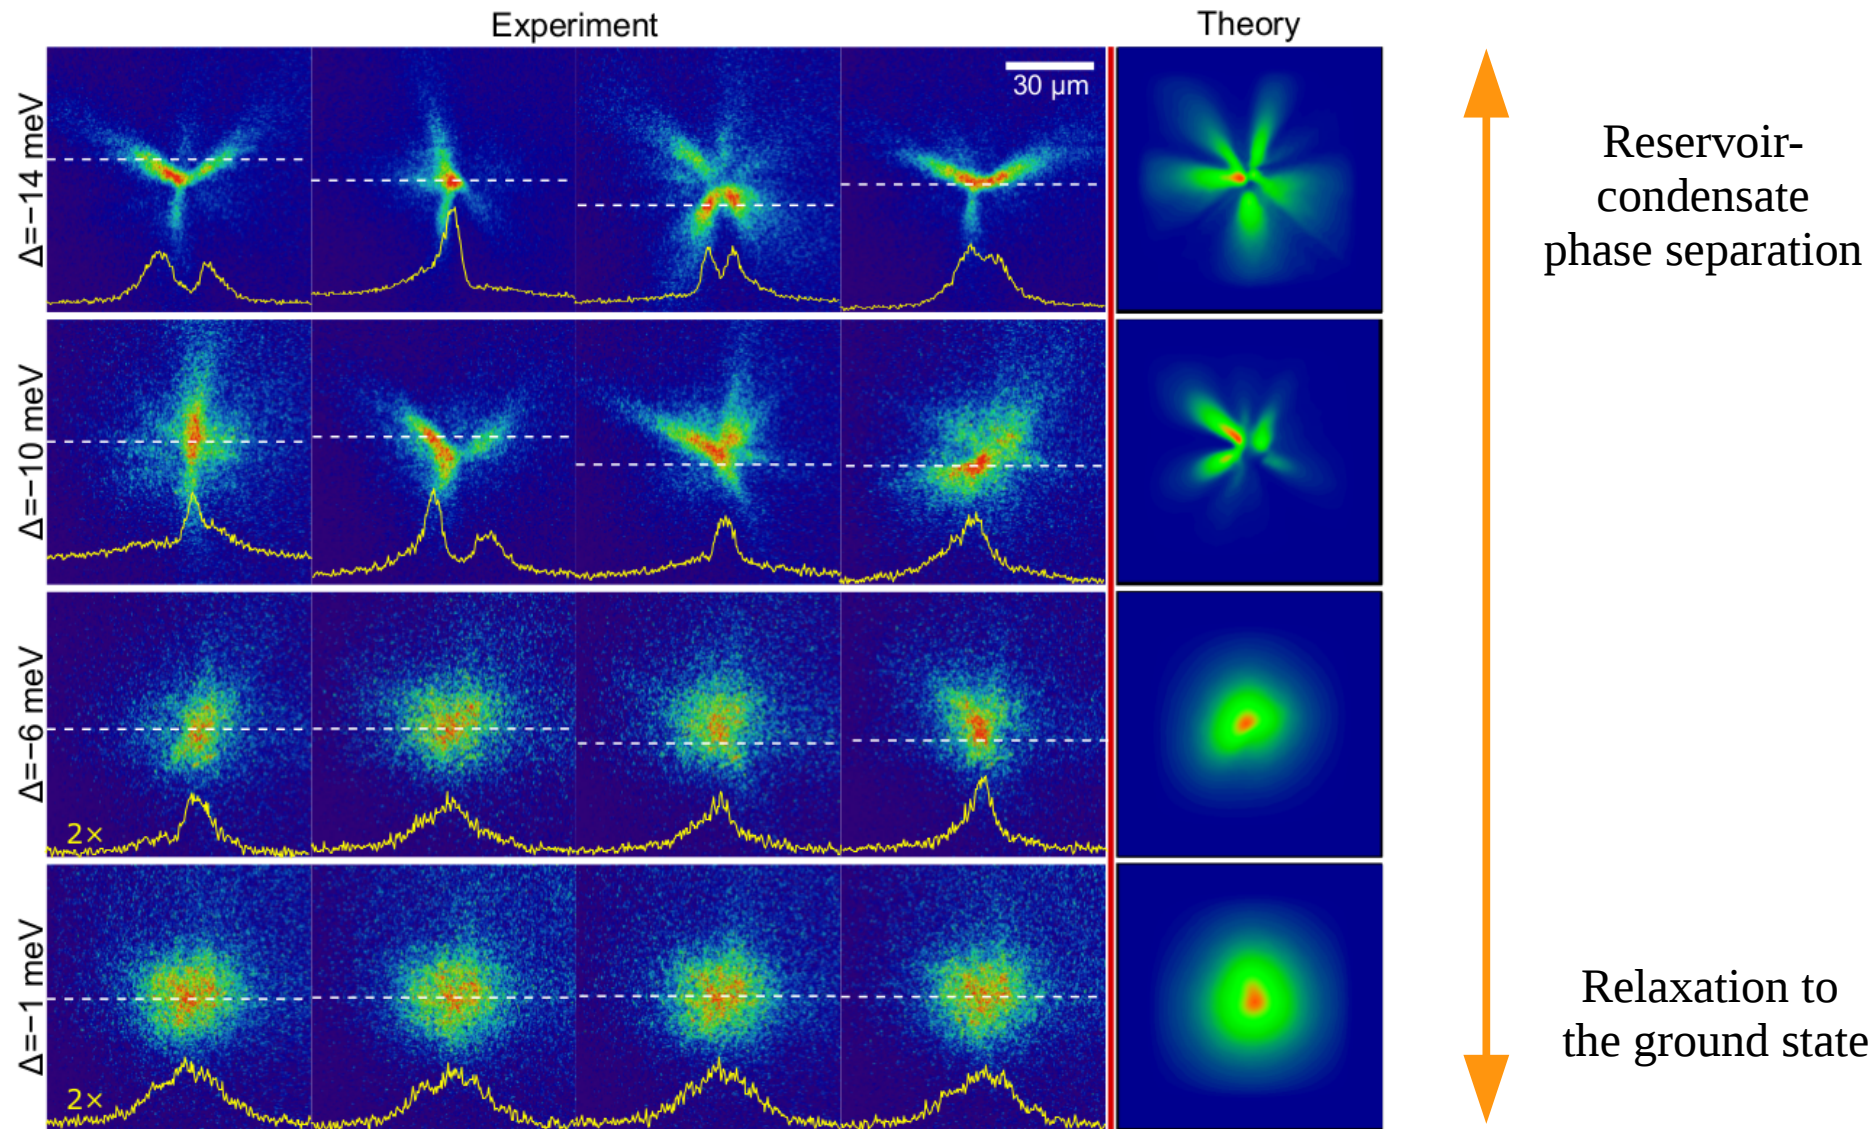 Experiment
Theory
Δ=−14 meV
30 μm
Reservoir-
condensate
phase separation
Δ=−10 meV
Δ=−6 meV
2×
Δ=−1 meV
2×
Relaxation to
the ground state